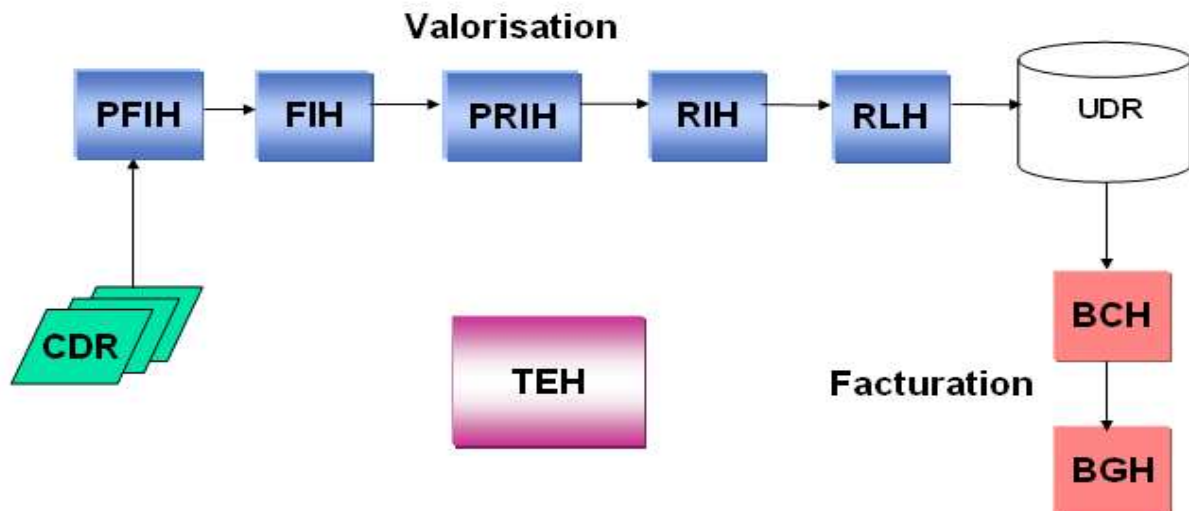 Valorisation
PFIH
FIH
PRIH
RIH
RLH
UDR
CDR
TEH
BCH
Facturation
BGH